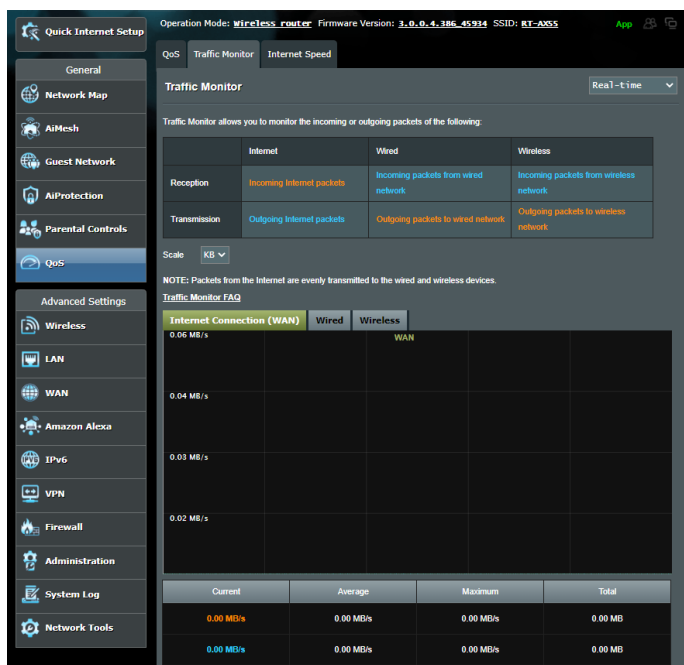 Quick Internet Setup
General
Network Map
AiMesh
Guest Network
AiProtection
Parental Controls
QoS
Advanced Settings
Wireless
LAN
WAN
Amazon Alexa
IPv6
VPN
Firewall
Administration
System Log
Network Tools
Operation Mode: Wireless router Firmware Version: 3.0.0.4.386_45934 SSID: RT-AX55 App
QoS Traffic Monitor Internet Speed
Traffic Monitor Real-time
Traffic Monitor allows you to monitor the incoming or outgoing packets of the following:
Internet Wired Wireless
Reception Incoming Internet packets Incoming packets from wired network Incoming packets from wireless network
Transmission Outgoing Internet packets Outgoing packets to wired network Outgoing packets to wireless network
Scale KB
NOTE: Packets from the Internet are evenly transmitted to the wired and wireless devices.
Traffic Monitor FAQ
Internet Connection (WAN) Wired Wireless
0.06 MB/s WAN
0.04 MB/s
0.03 MB/s
0.02 MB/s
Current Average Maximum Total
0.00 MB/s 0.00 MB/s 0.00 MB/s 0.00 MB
0.00 MB/s 0.00 MB/s 0.00 MB/s 0.00 MB